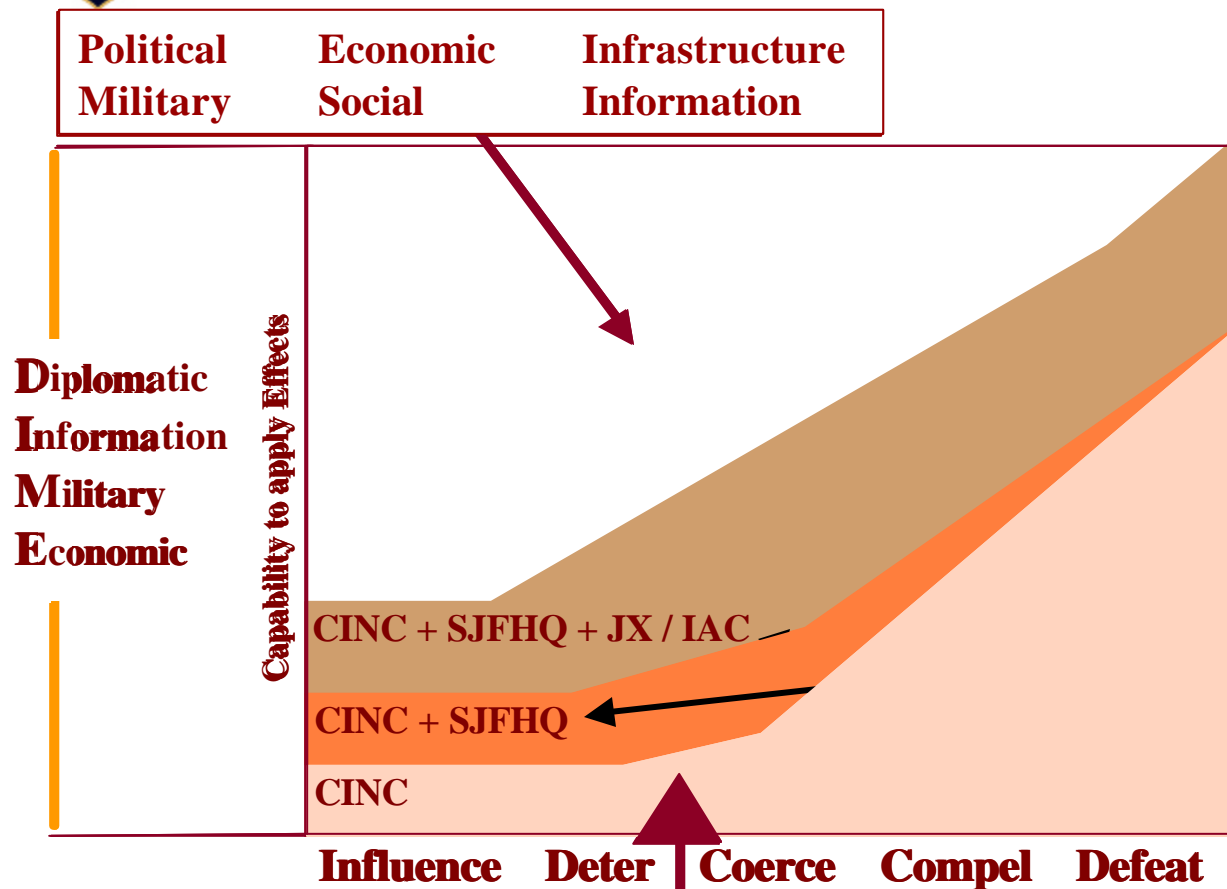 Political Economic Infrastructure
Military Social Information
Diplomatic
Information
Military
Economic
Capability to apply Effects
CINC + SJFHQ + JX / IAC
CINC + SJFHQ
CINC
Influence Deter Coerce Compel Defeat